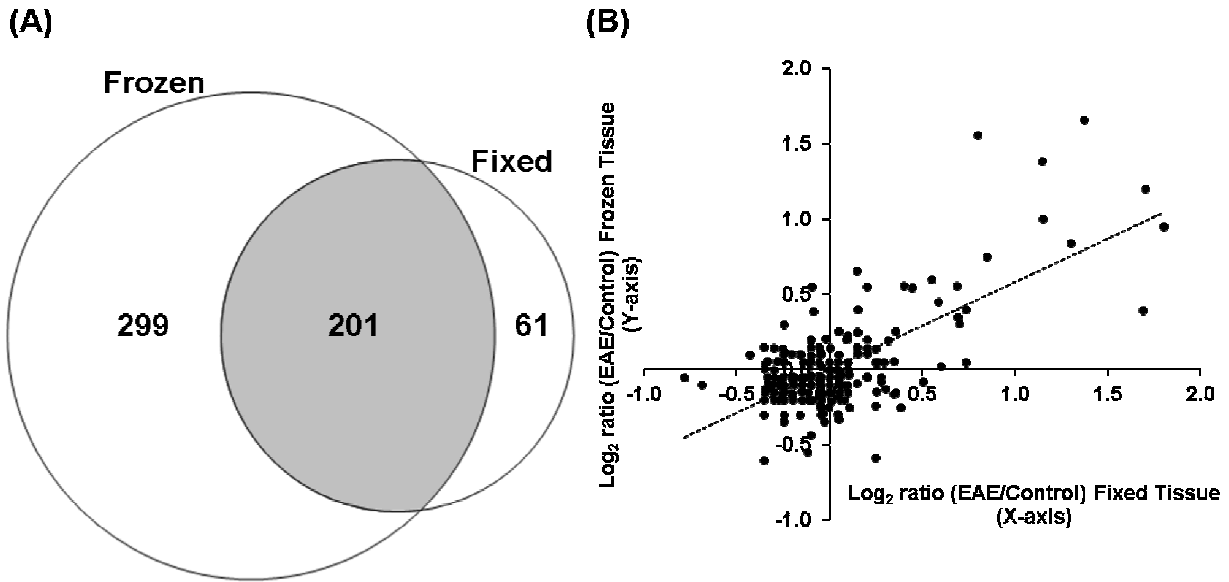 (A)
Frozen
Fixed
299
201
61
(B)
Log2 ratio (EAE/Control) Frozen Tissue
(Y-axis)
2.0
1.5
1.0
0.5
-1.0
-0.5
0.5
1.0
1.5
2.0
-0.5
-1.0
Log2 ratio (EAE/Control) Fixed Tissue
(X-axis)